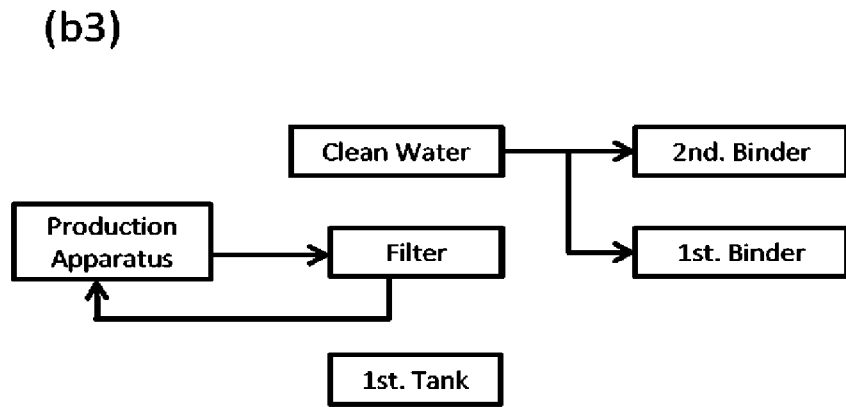 (b3)
Clean Water
2nd. Binder
Production
Apparatus
Filter
1st. Binder
1st. Tank